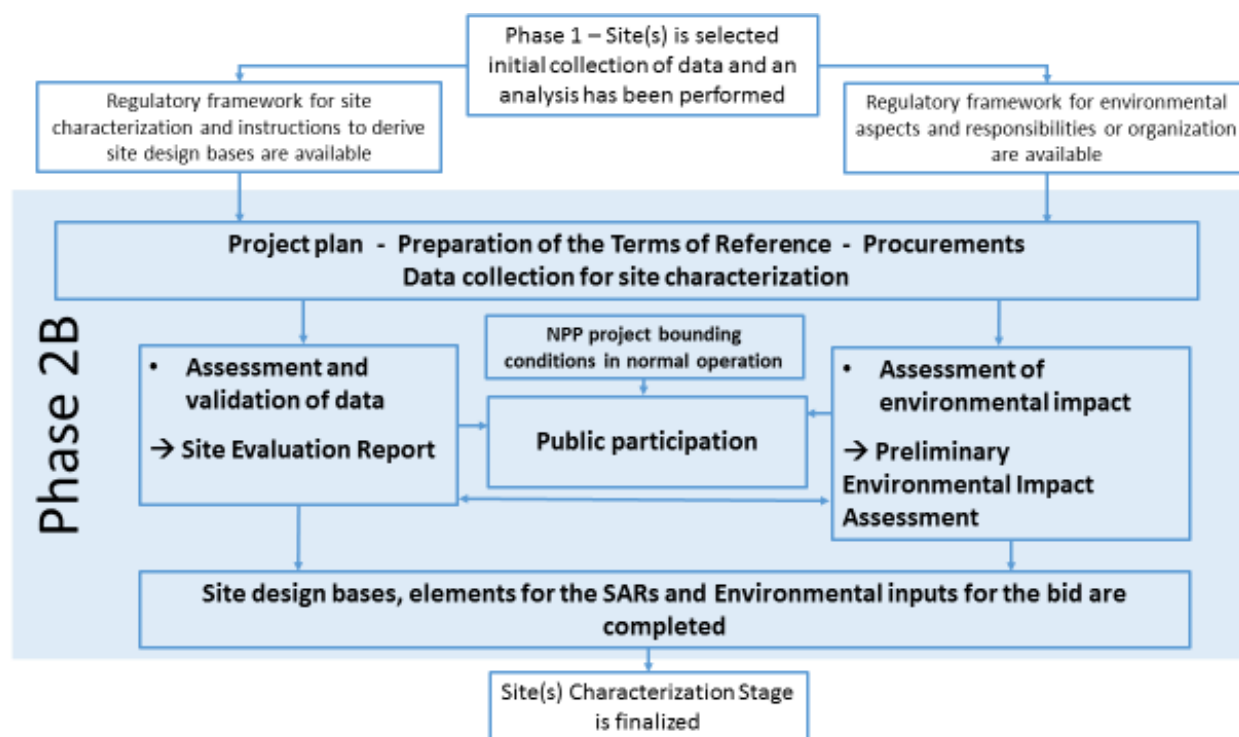 Phase 1 – Site(s) is selected
initial collection of data and an
analysis has been performed
Regulatory framework for site
characterization and instructions to derive
site design bases are available
Regulatory framework for environmental
aspects and responsibilities or organization
are available
Phase 2B
Project plan - Preparation of the Terms of Reference - Procurements
Data collection for site characterization
NPP project bounding
conditions in normal operation
• Assessment and
validation of data
→ Site Evaluation Report
Public participation
• Assessment of
environmental impact
→ Preliminary
Environmental Impact
Assessment
Site design bases, elements for the SARs and Environmental inputs for the bid are
completed
Site(s) Characterization Stage
is finalized